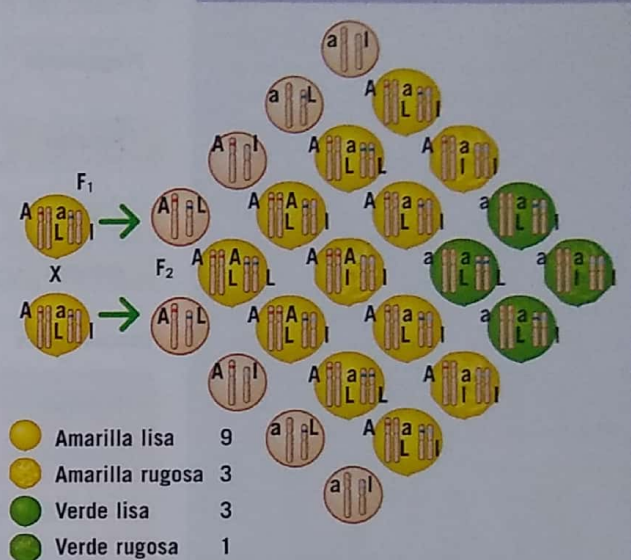 a l
a L A a L l
A l A a L L A a l l
F₁
A a L l A L A A L l A a L l a a L l
X F₂ A A L L A A l l a a L L a a l l
A a L l A L A A L l A a L l a a L l
A l A a L L A a l l
a L A a L l
a l
Amarilla lisa 9
Amarilla rugosa 3
Verde lisa 3
Verde rugosa 1